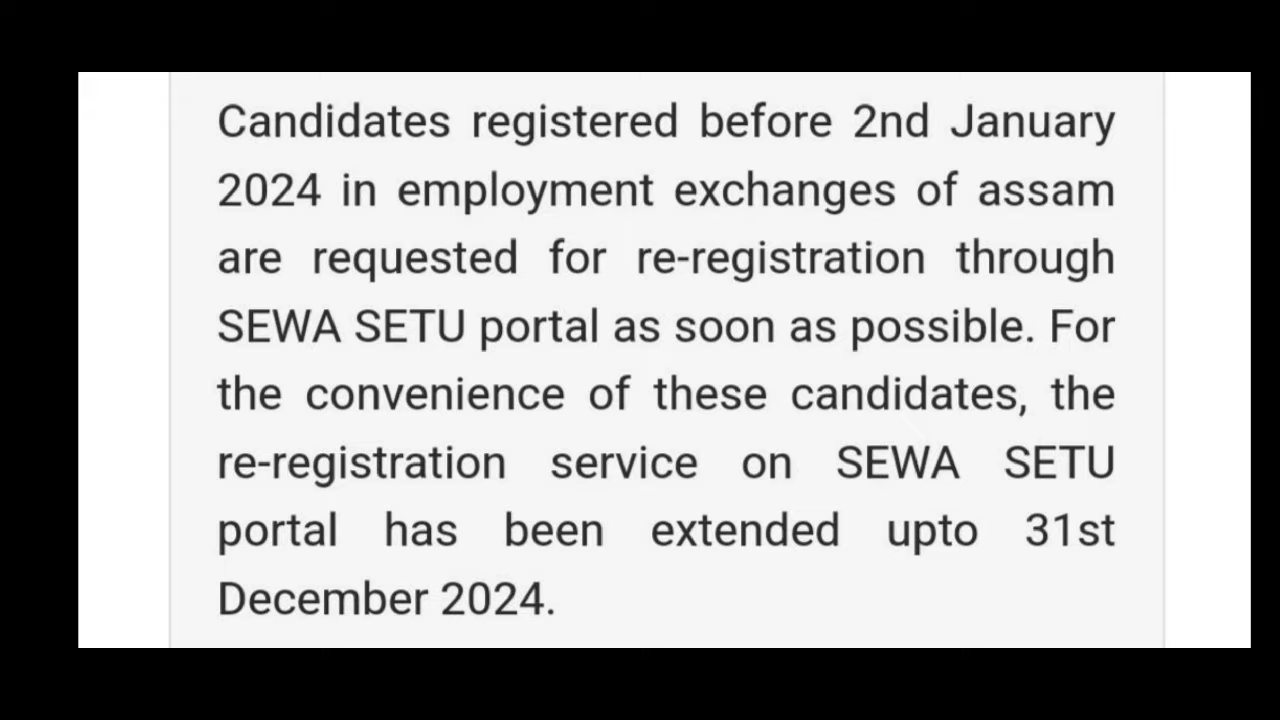 Candidates registered before 2nd January
2024 in employment exchanges of assam
are requested for re-registration through
SEWA SETU portal as soon as possible. For
the convenience of these candidates, the
re-registration service on SEWA SETU
portal has been extended upto 31st
December 2024.